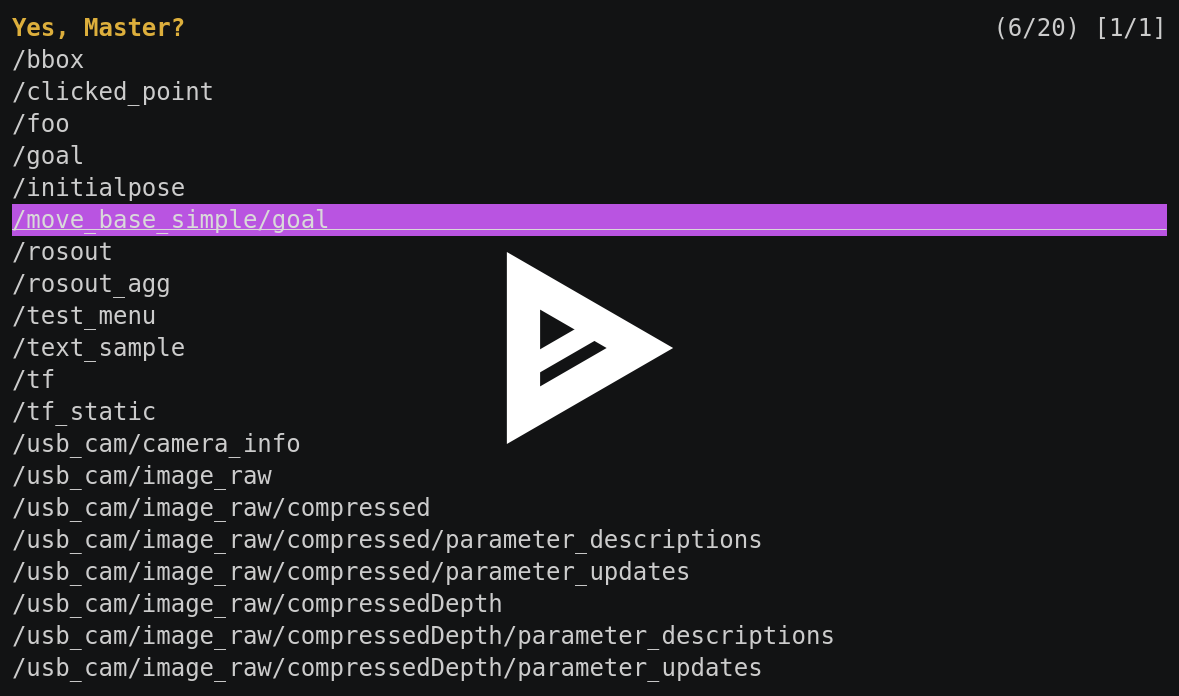 Yes, Master? (6/20) [1/1]
/bbox
/clicked_point
/foo
/goal
/initialpose
/move_base_simple/goal
/rosout
/rosout_agg
/test_menu
/text_sample
/tf
/tf_static
/usb_cam/camera_info
/usb_cam/image_raw
/usb_cam/image_raw/compressed
/usb_cam/image_raw/compressed/parameter_descriptions
/usb_cam/image_raw/compressed/parameter_updates
/usb_cam/image_raw/compressedDepth
/usb_cam/image_raw/compressedDepth/parameter_descriptions
/usb_cam/image_raw/compressedDepth/parameter_updates